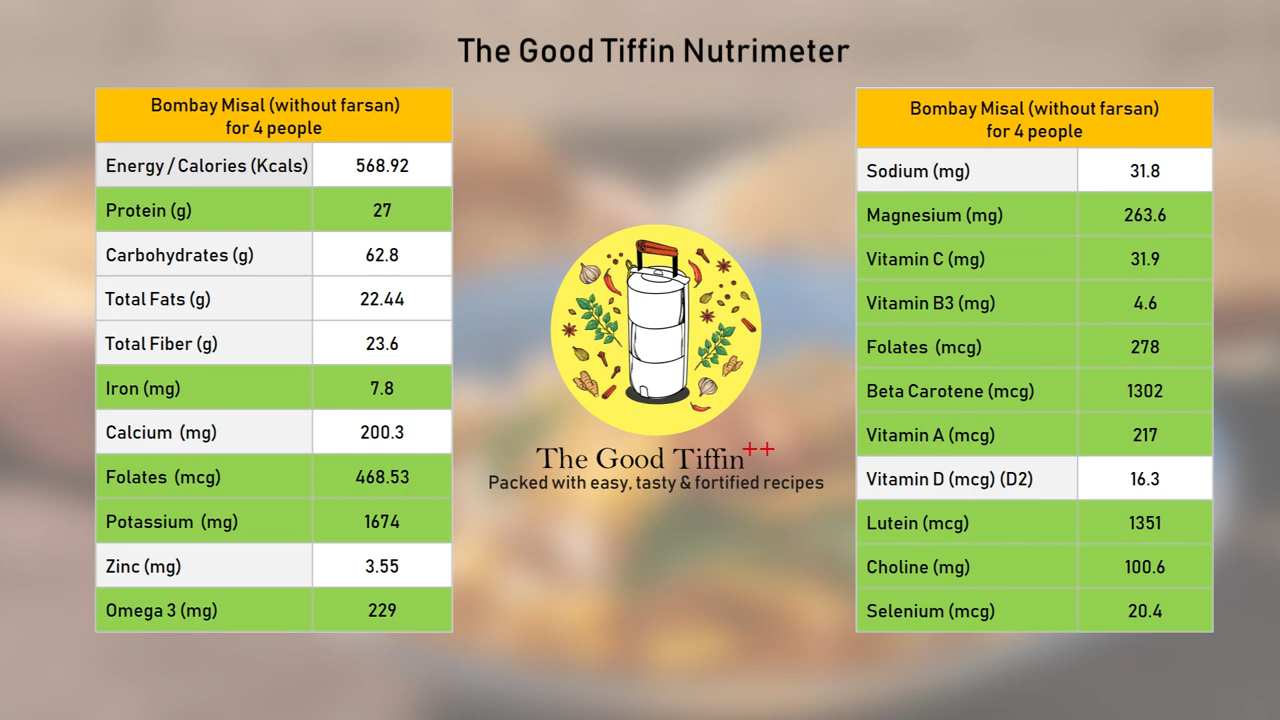 The Good Tiffin Nutrimeter
Bombay Misal (without farsan)
for 4 people
Energy / Calories (Kcals) 568.92
Protein (g) 27
Carbohydrates (g) 62.8
Total Fats (g) 22.44
Total Fiber (g) 23.6
Iron (mg) 7.8
Calcium (mg) 200.3
Folates (mcg) 468.53
Potassium (mg) 1674
Zinc (mg) 3.55
Omega 3 (mg) 229
The Good Tiffin++
Packed with easy, tasty & fortified recipes
Bombay Misal (without farsan)
for 4 people
Sodium (mg) 31.8
Magnesium (mg) 263.6
Vitamin C (mg) 31.9
Vitamin B3 (mg) 4.6
Folates (mcg) 278
Beta Carotene (mcg) 1302
Vitamin A (mcg) 217
Vitamin D (mcg) (D2) 16.3
Lutein (mcg) 1351
Choline (mg) 100.6
Selenium (mcg) 20.4